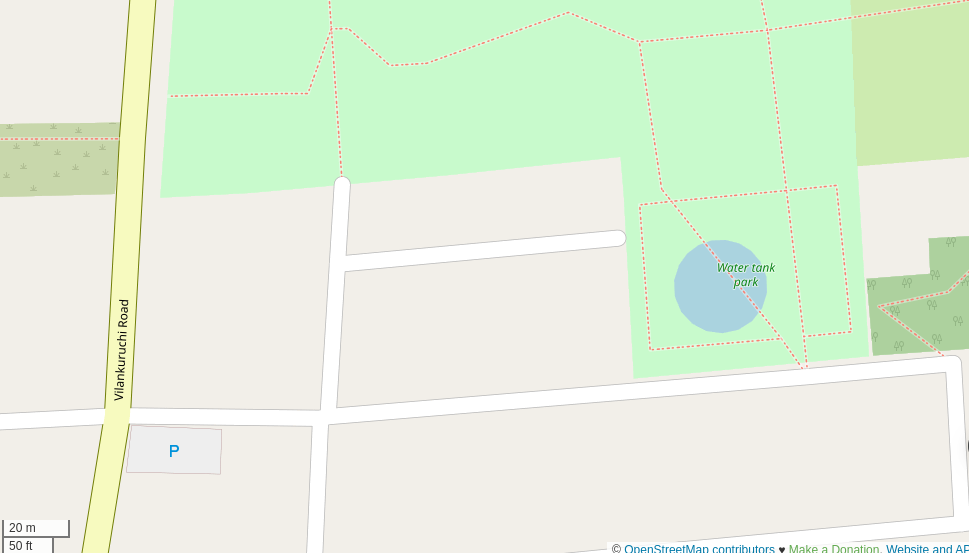 Water tank
park
Vilankuruchi Road
P
20 m
50 ft
© OpenStreetMap contributors ♥ Make a Donation. Website and AP